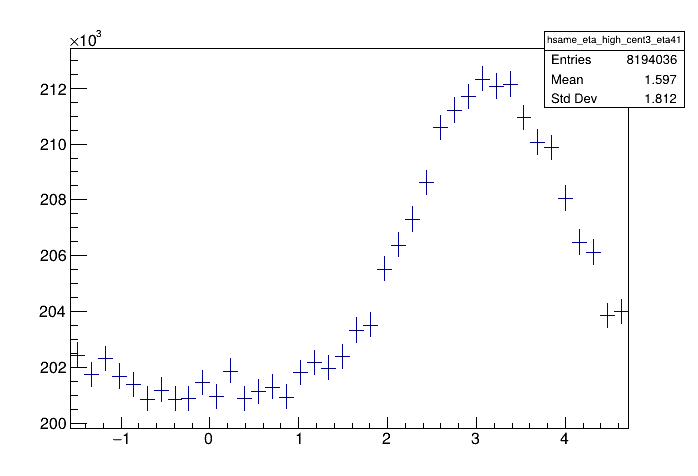 ×10³
hsame_eta_high_cent3_eta41
Entries 8194036
Mean 1.597
Std Dev 1.812
212
210
208
206
204
202
200
−1 0 1 2 3 4